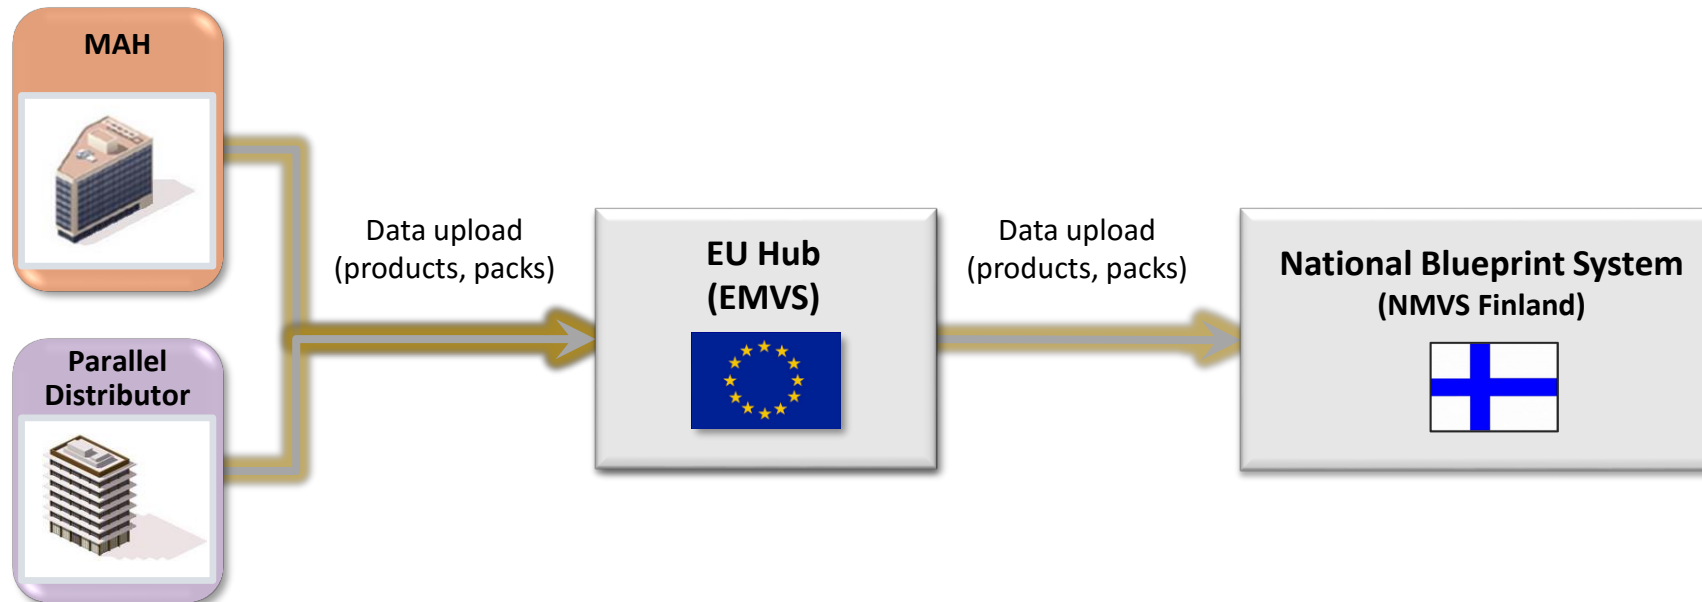 MAH
Data upload
(products, packs)
EU Hub
(EMVS)
Data upload
(products, packs)
National Blueprint System
(NMVS Finland)
Parallel
Distributor